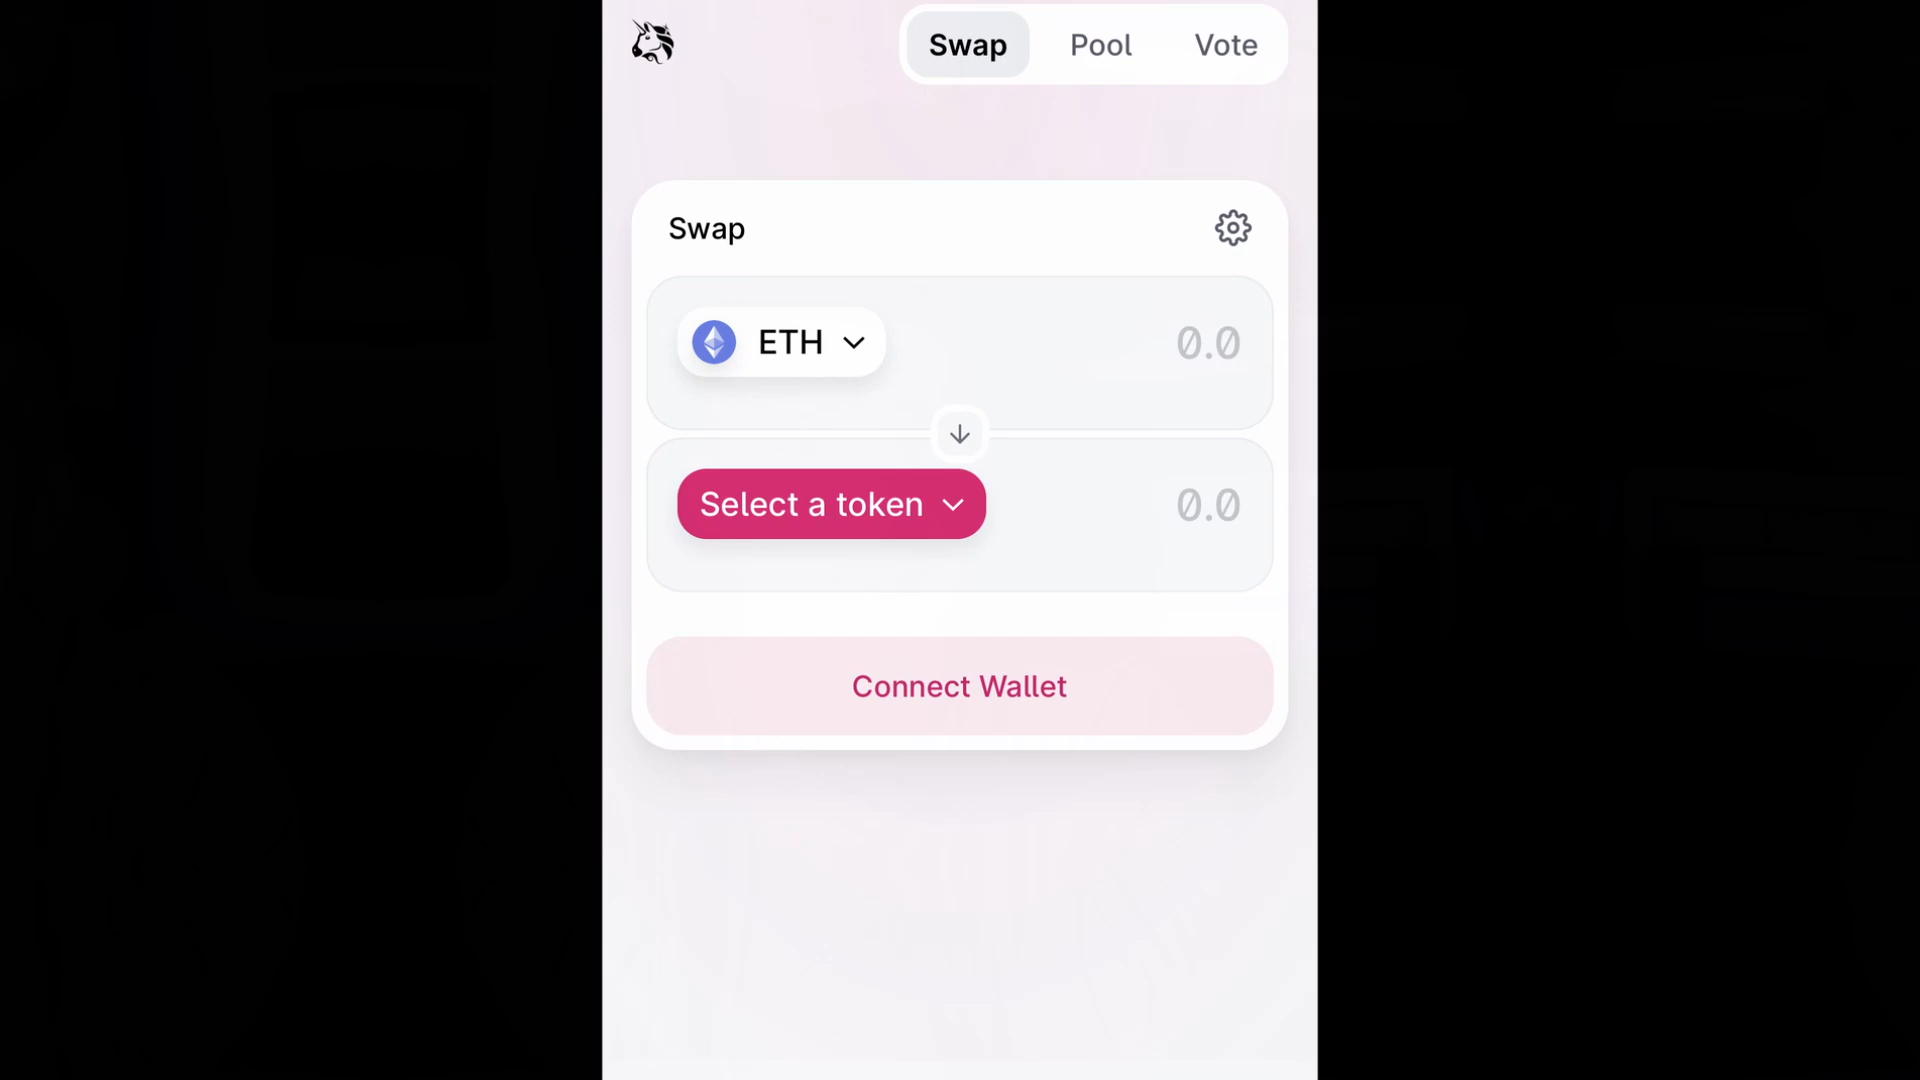 Swap Pool Vote
Swap
ETH 0.0
Select a token 0.0
Connect Wallet